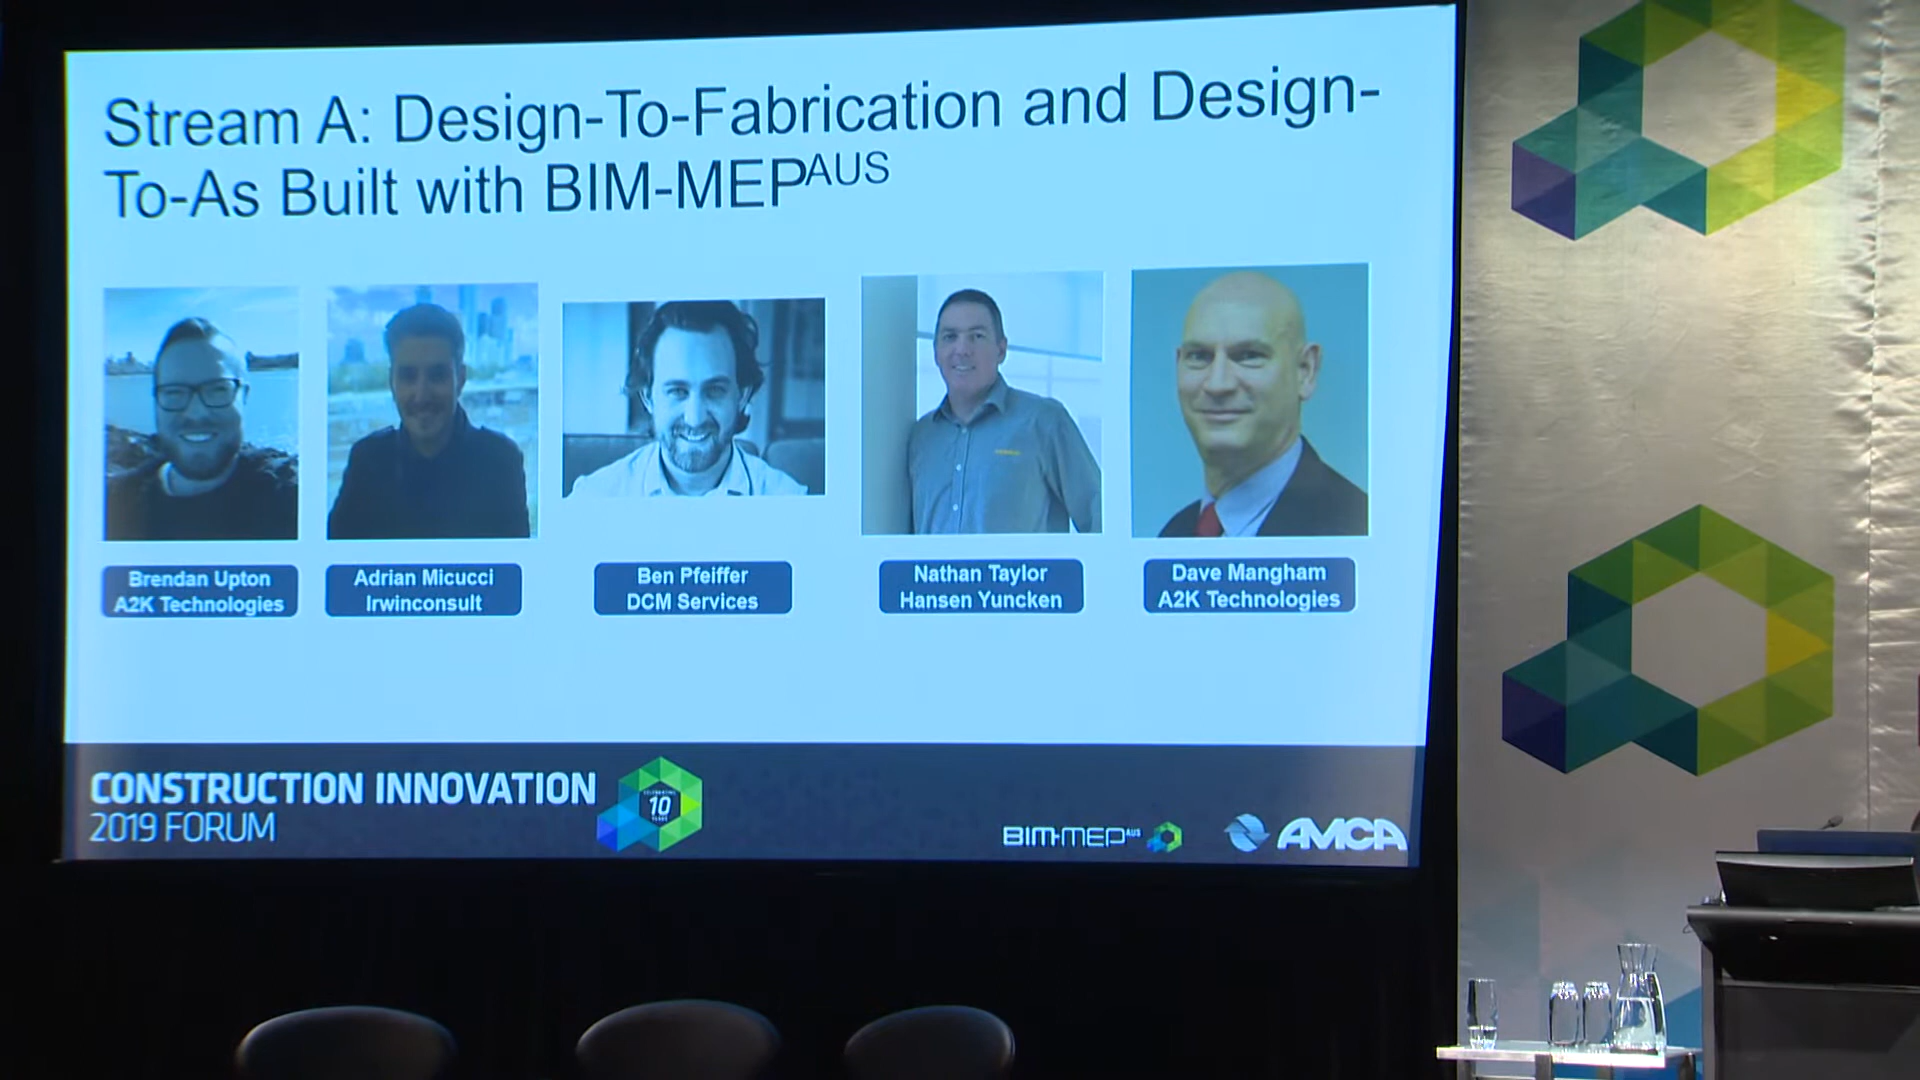 Stream A: Design-To-Fabrication and Design-
To-As Built with BIM-MEPAUS
Brendan Upton
A2K Technologies
Adrian Micucci
Irwinconsult
Ben Pfeiffer
DCM Services
Nathan Taylor
Hansen Yuncken
Dave Mangham
A2K Technologies
CONSTRUCTION INNOVATION
2019 FORUM
CELEBRATING
10
YEARS
BIM-MEPAUS
AMCA